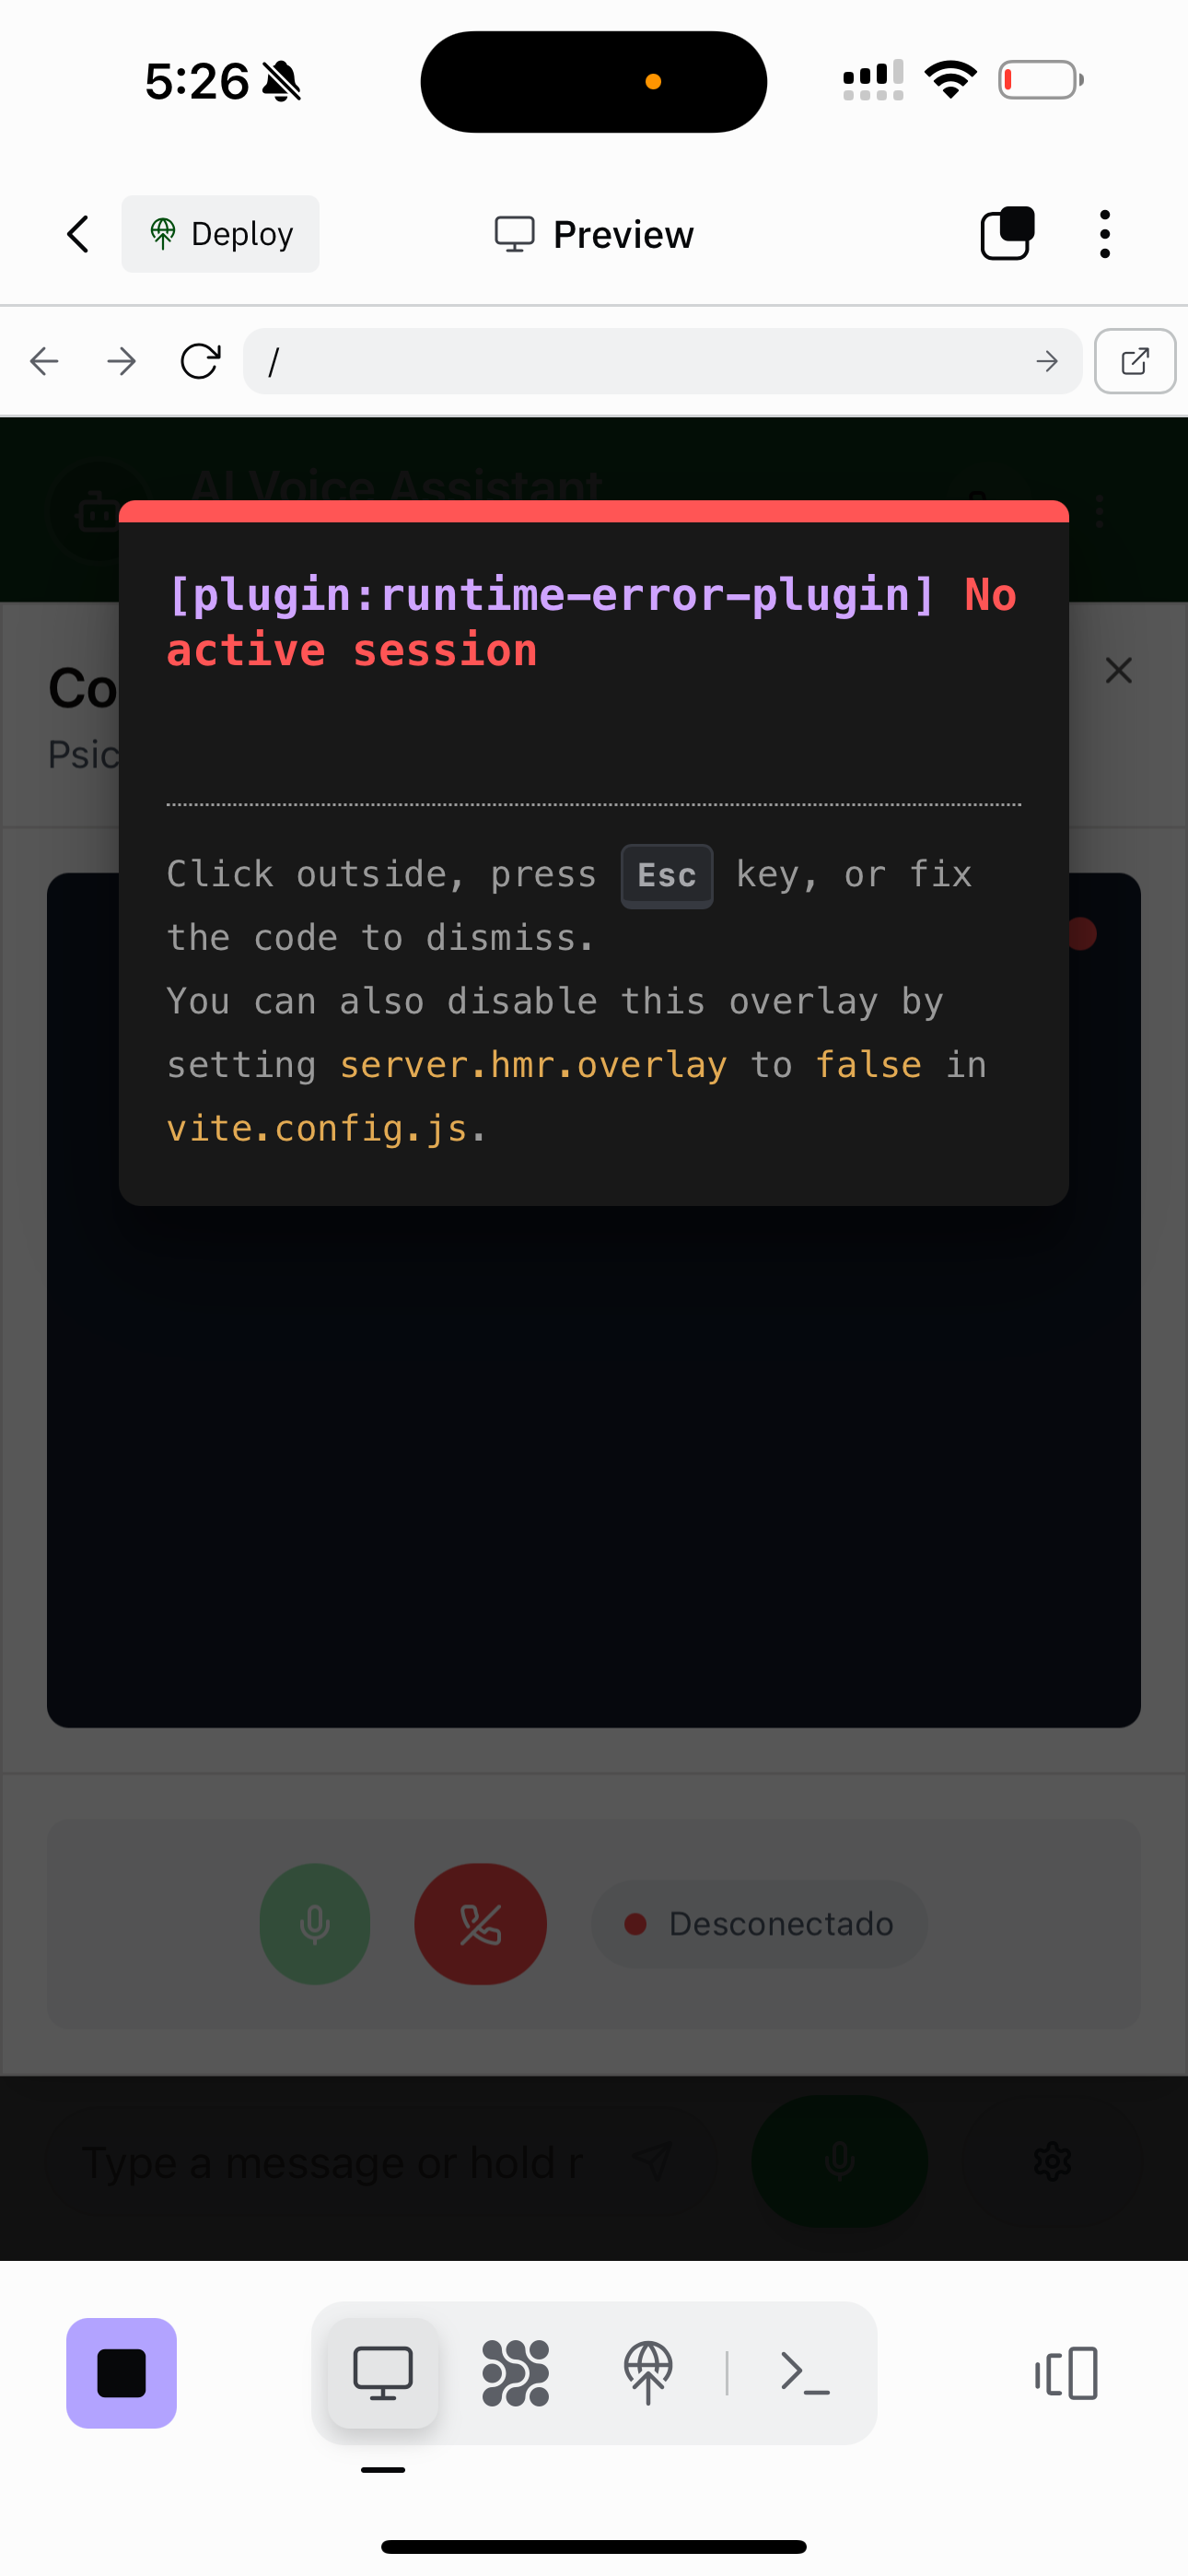 5:26
Deploy
Preview
/
AI Voice Assistant
[plugin:runtime-error-plugin] No
active session
Co
Psic
Click outside, press Esc key, or fix
the code to dismiss.
You can also disable this overlay by
setting server.hmr.overlay to false in
vite.config.js.
Desconectado
Type a message or hold r